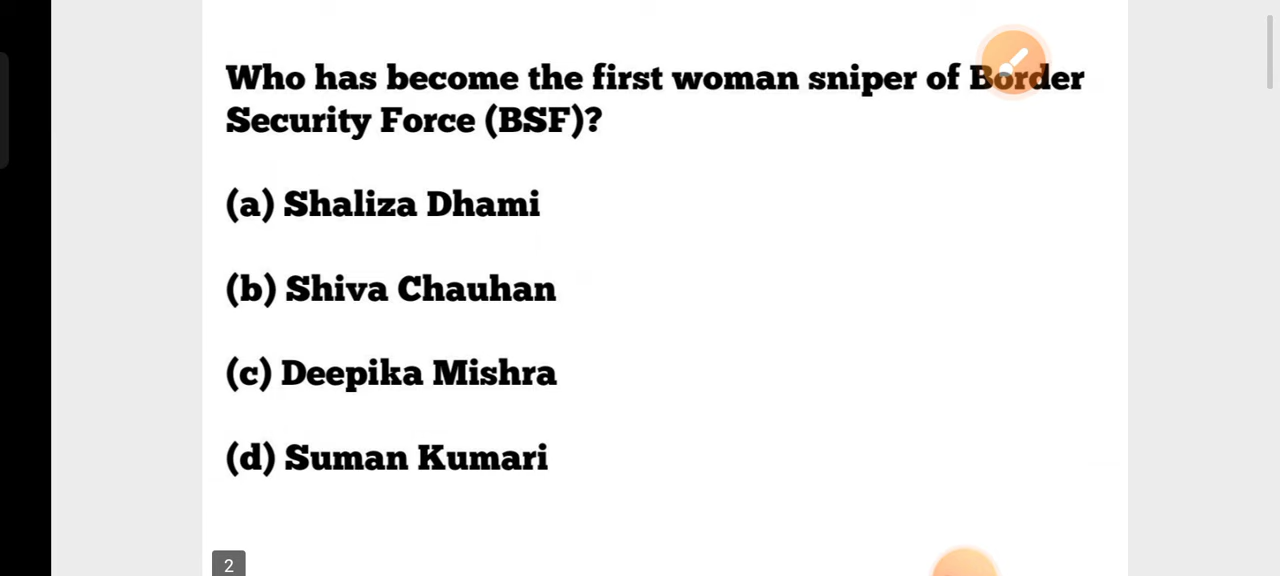 Who has become the first woman sniper of Border
Security Force (BSF)?
(a) Shaliza Dhami
(b) Shiva Chauhan
(c) Deepika Mishra
(d) Suman Kumari
2